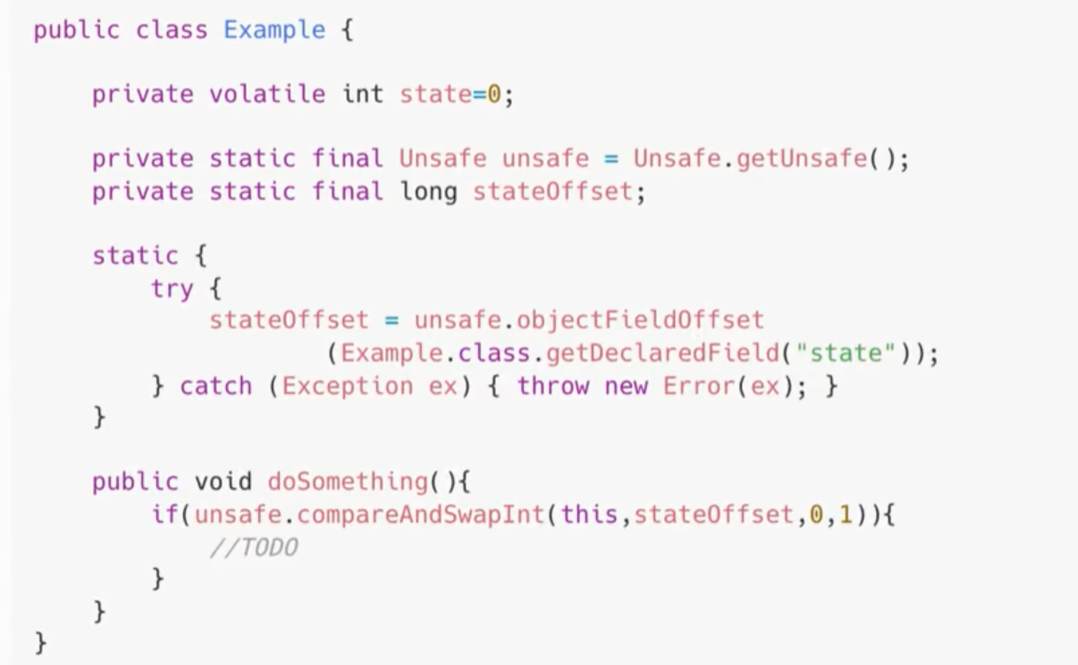 public class Example {
private volatile int state=0;
private static final Unsafe unsafe = Unsafe.getUnsafe();
private static final long stateOffset;
static {
try {
stateOffset = unsafe.objectFieldOffset
(Example.class.getDeclaredField("state"));
} catch (Exception ex) { throw new Error(ex); }
}
public void doSomething(){
if(unsafe.compareAndSwapInt(this,stateOffset,0,1)){
//TODO
}
}
}